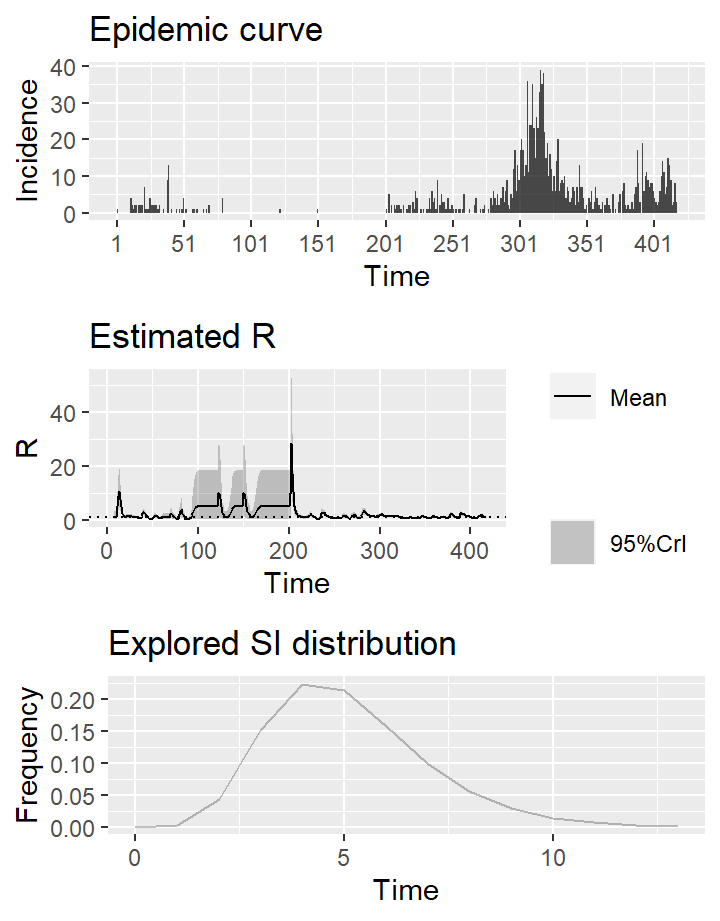 Epidemic curve
Incidence
40
30
20
10
0
1 51 101 151 201 251 301 351 401
Time
Estimated R
R
40
20
0
0 100 200 300 400
Time
Mean
95%CrI
Explored SI distribution
Frequency
0.20
0.15
0.10
0.05
0.00
0 5 10
Time